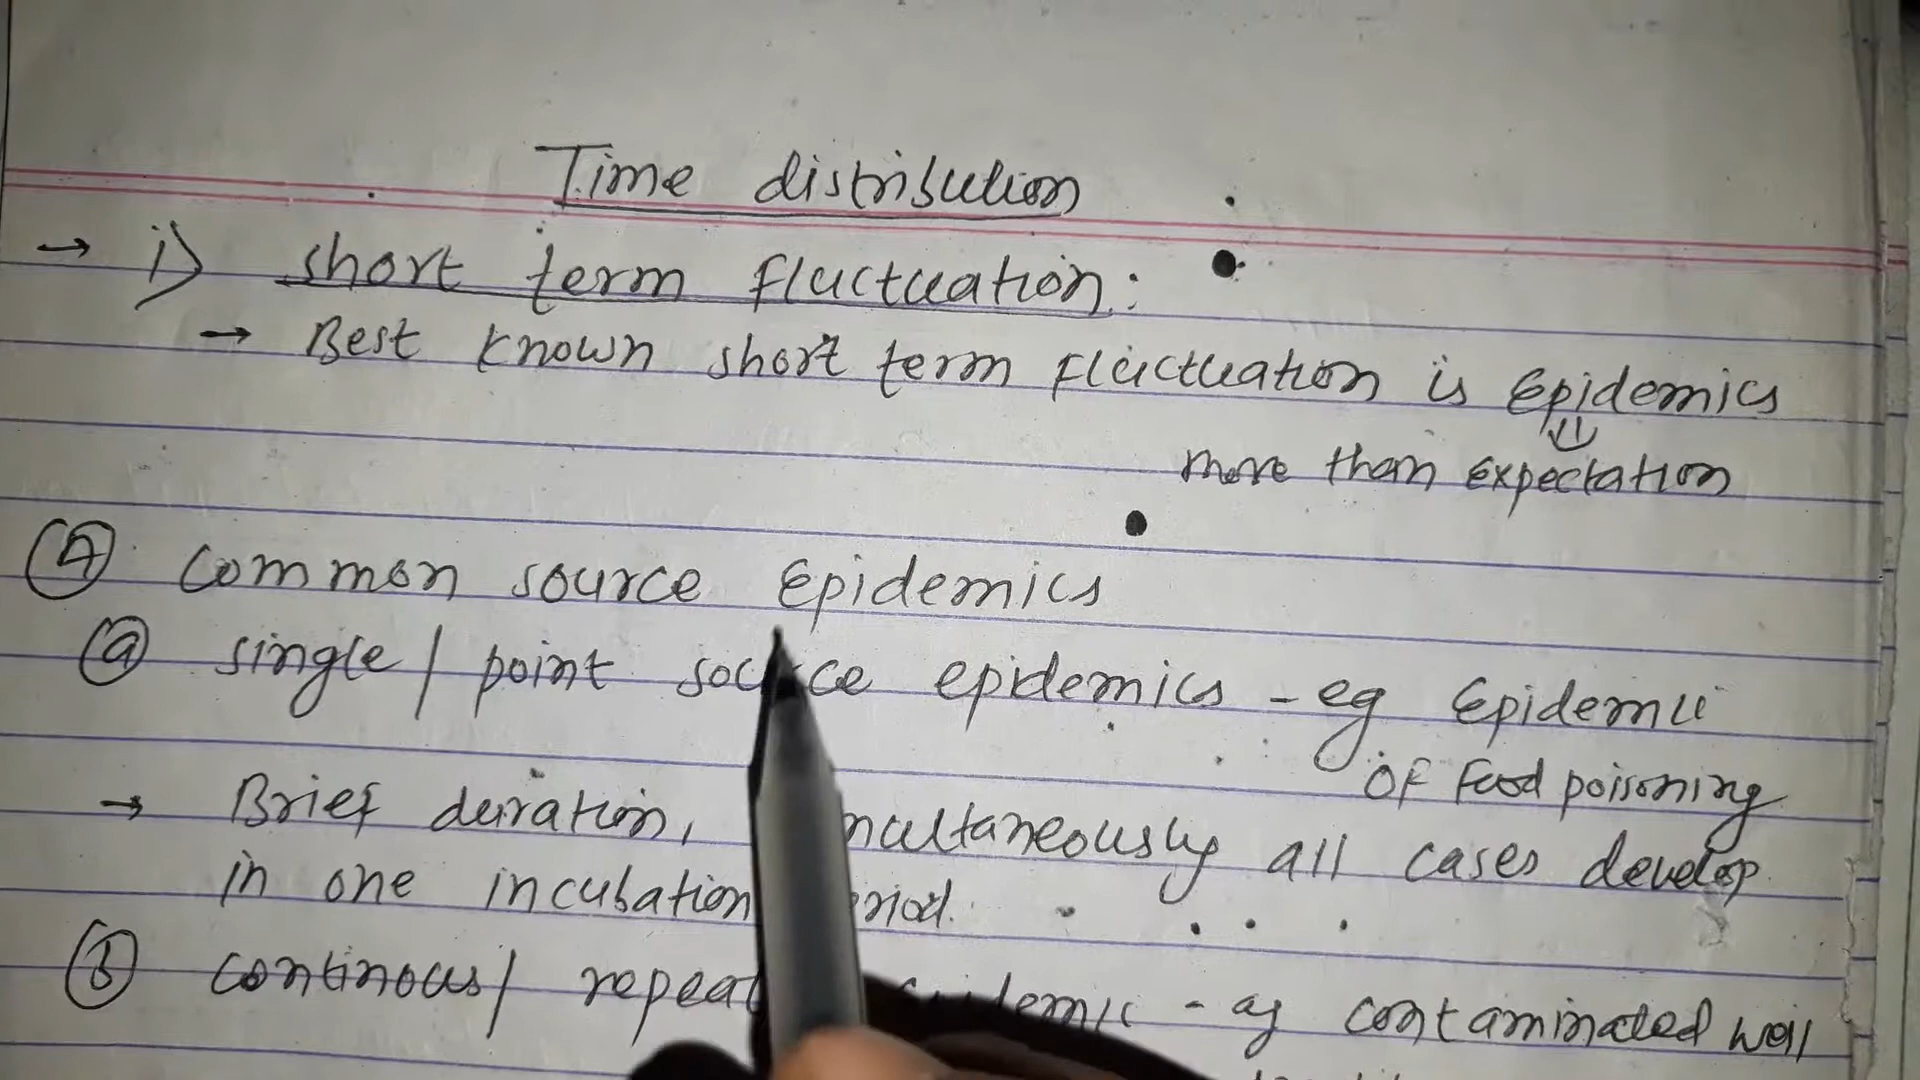 Time distribution
→ i) short term fluctuation:
→ Best known short term fluctuation is Epidemics
more than expectation
(A) common source Epidemics
(a) single / point source epidemics - eg Epidemic
of food poisoning
→ Brief duration, all cases develop
in one incubation
(b) continous / epidemic - eg contaminated well